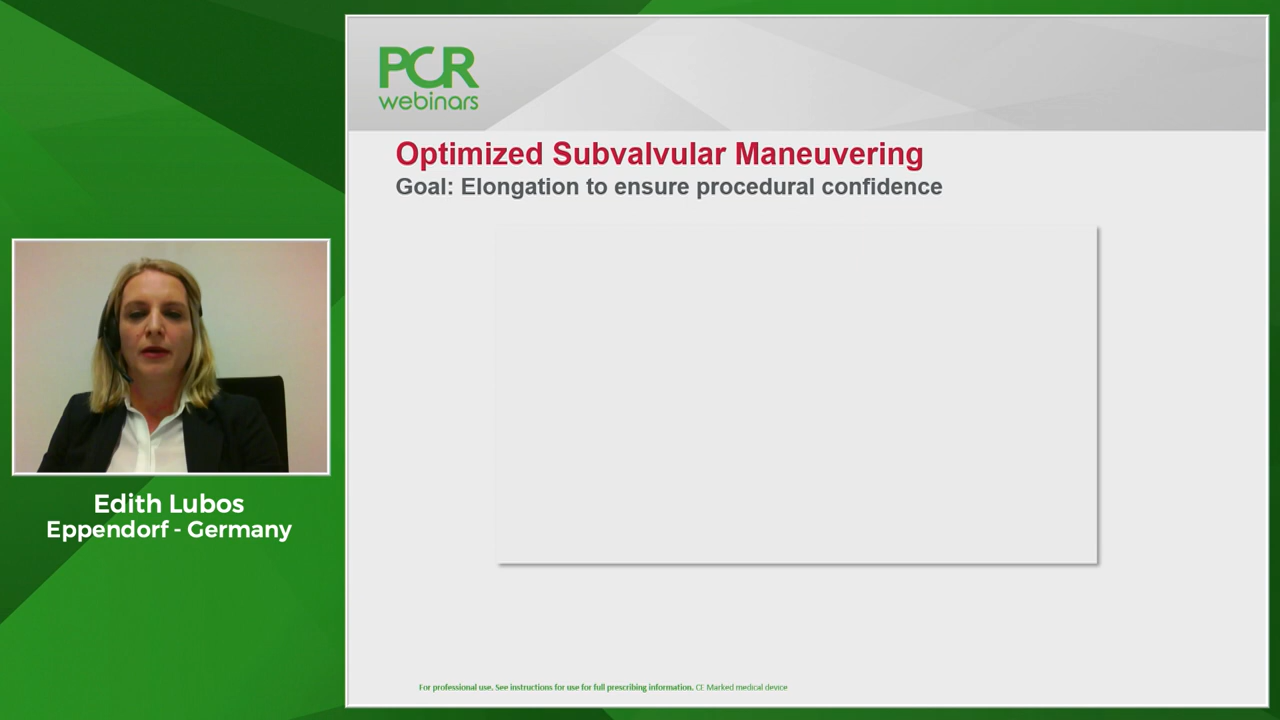 PCR
webinars
Optimized Subvalvular Maneuvering
Goal: Elongation to ensure procedural confidence
Edith Lubos
Eppendorf - Germany
For professional use. See instructions for use for full prescribing information. CE Marked medical device